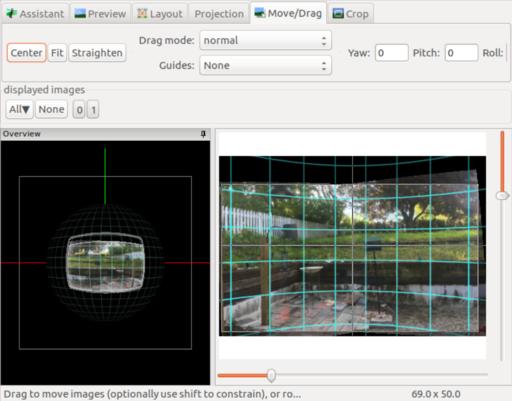 Assistant Preview Layout Projection Move/Drag Crop
Drag mode: normal
Center Fit Straighten Yaw: 0 Pitch: 0 Roll:
Guides: None
displayed images
All None 0 1
Overview
Drag to move images (optionally use shift to constrain), or ro... 69.0 x 50.0